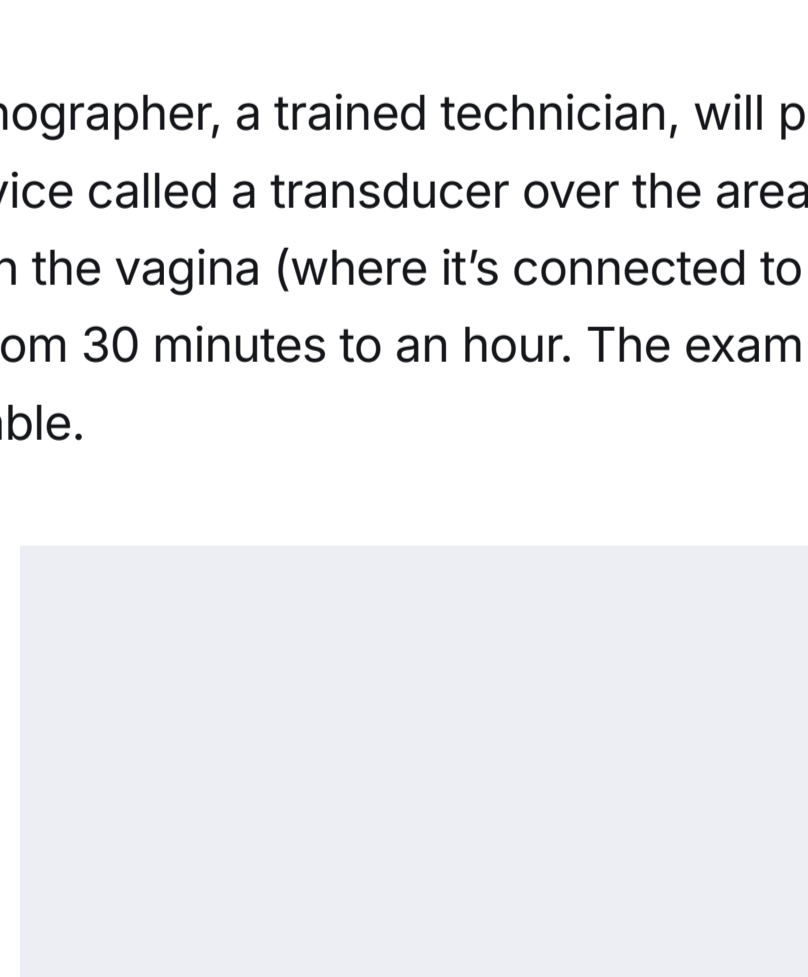 nographer, a trained technician, will p
vice called a transducer over the area
n the vagina (where it’s connected to
om 30 minutes to an hour. The exam
able.